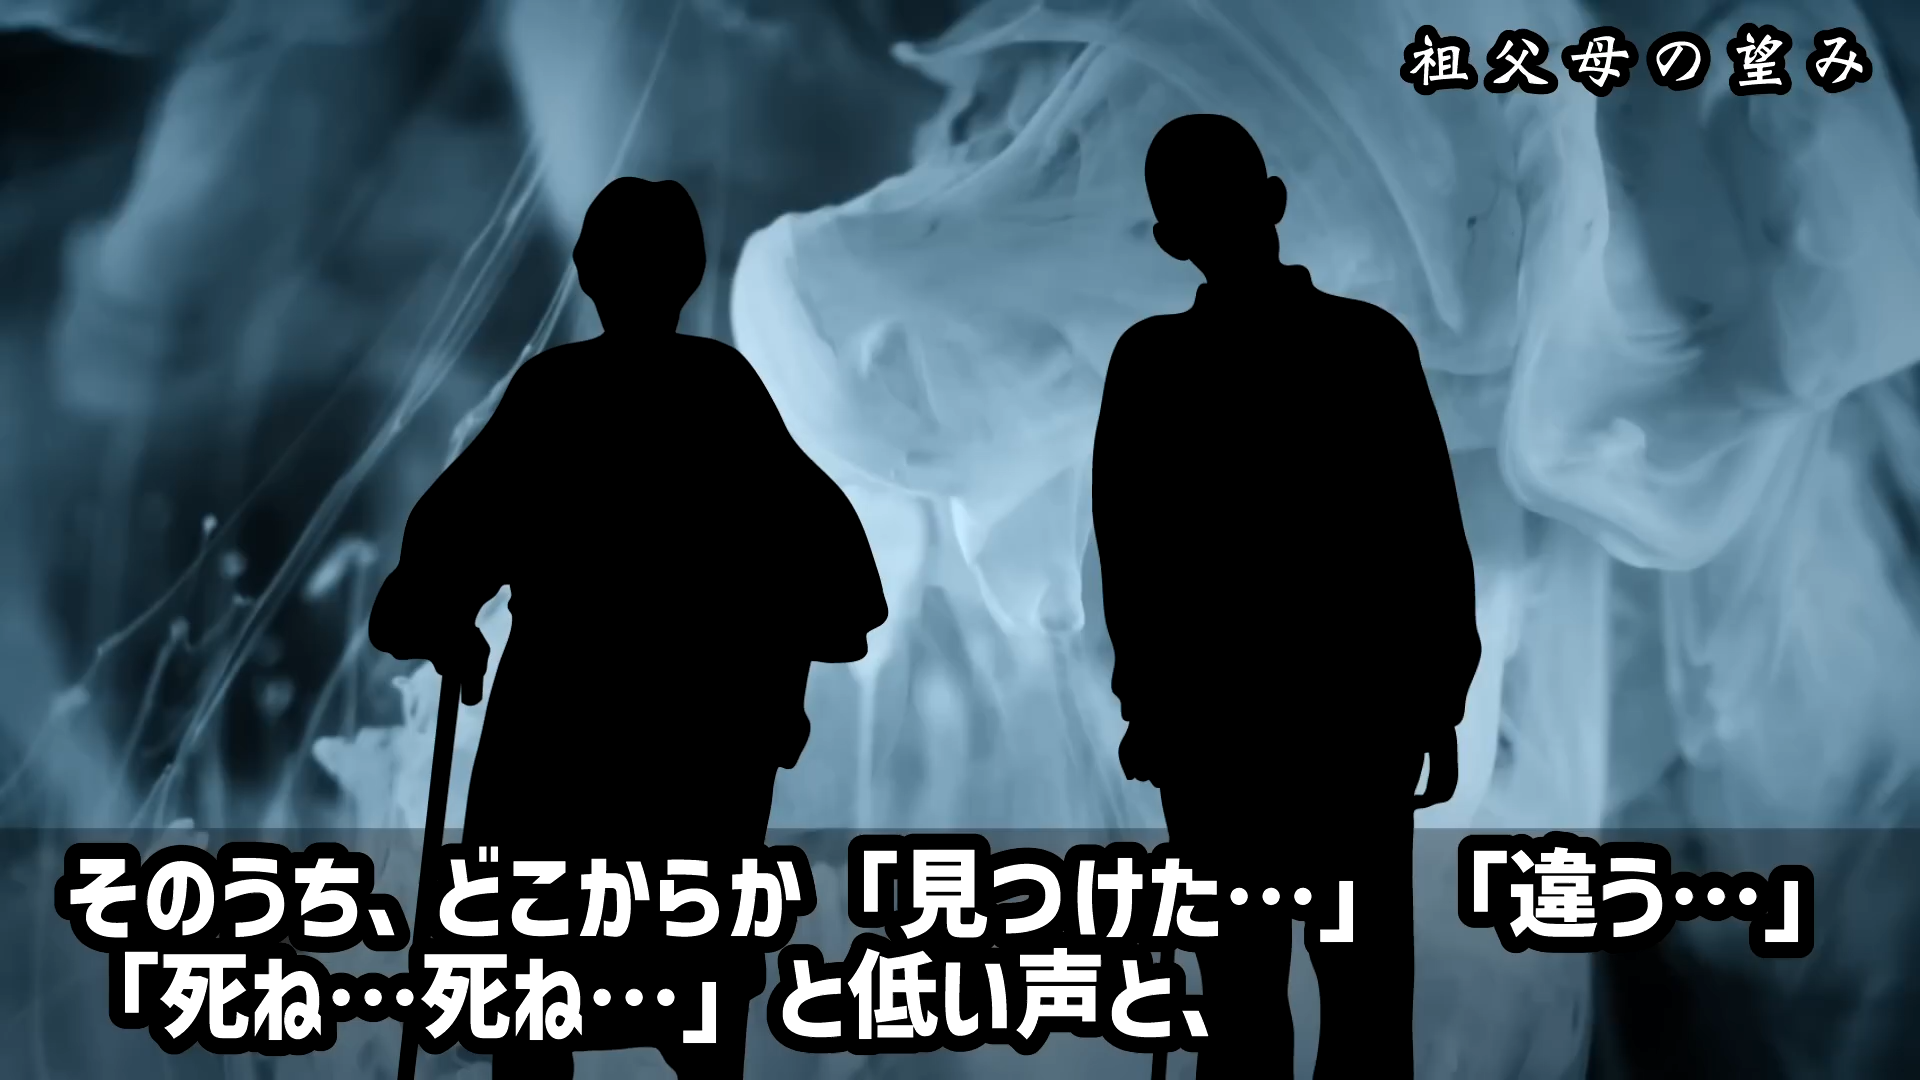 祖父母の望み
そのうち、どこからか「見つけた…」「違う…」
「死ね…死ね…」と低い声と、